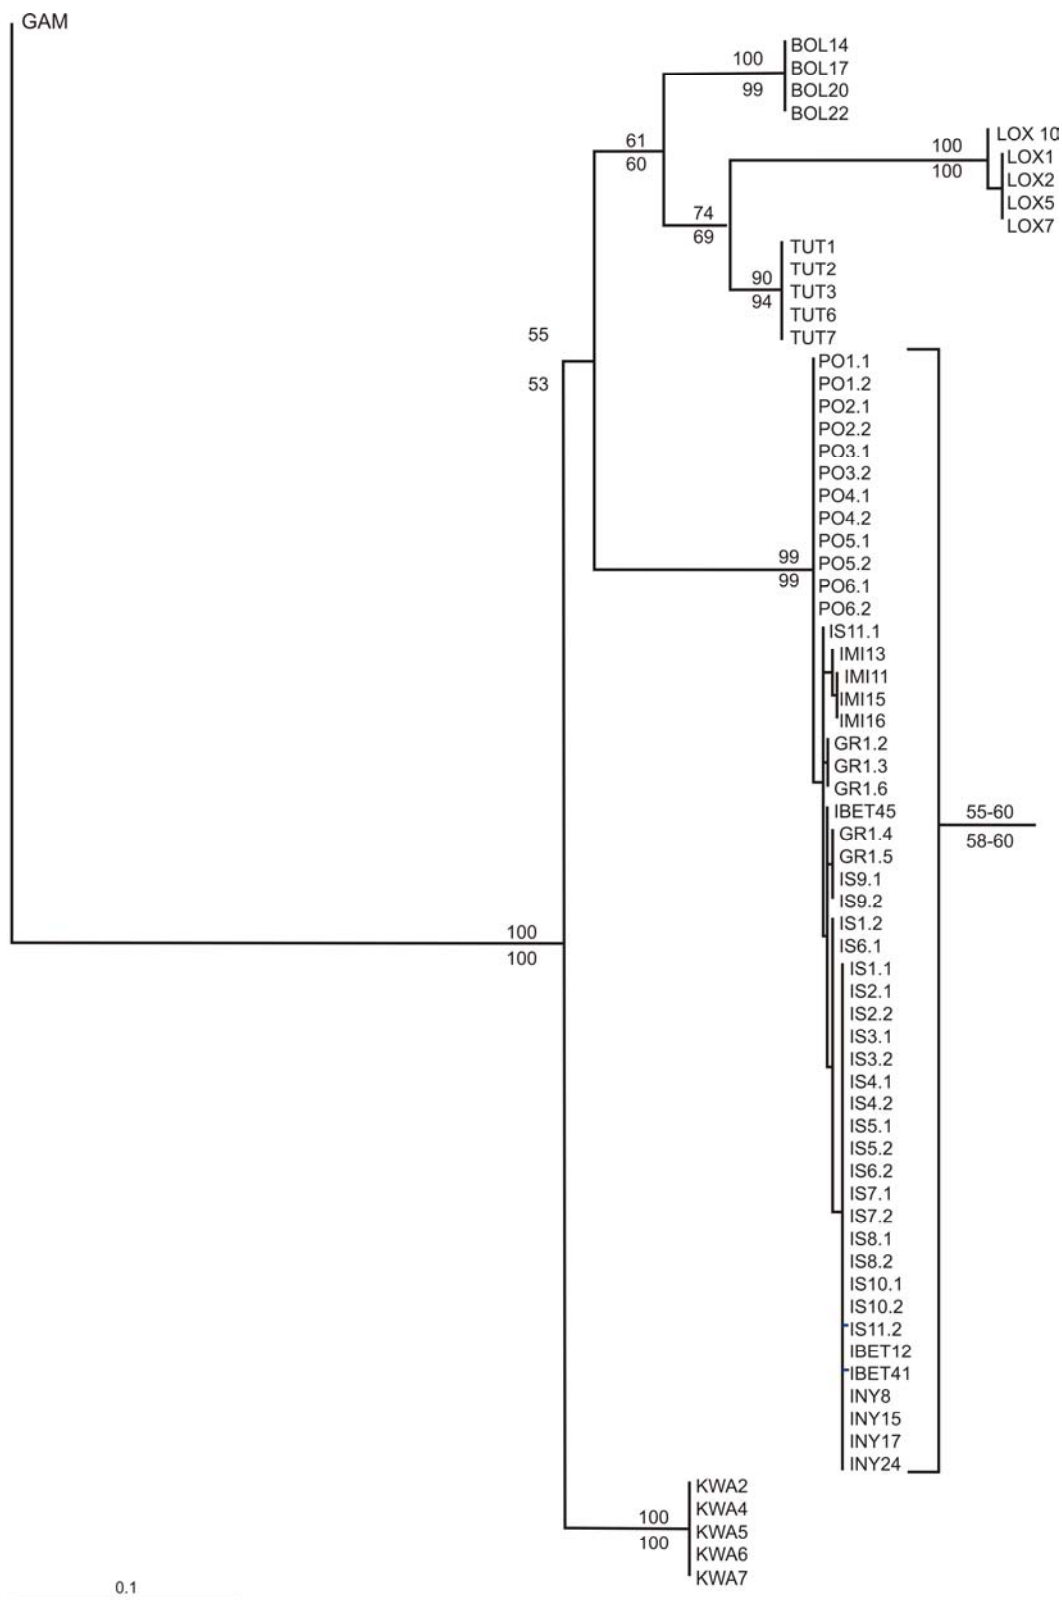 GAM
BOL14
100
BOL17
99
BOL20
BOL22
LOX 10
61
100
LOX1
60
100
LOX2
LOX5
74
LOX7
69
TUT1
TUT2
90
TUT3
94
TUT6
55
TUT7
PO1.1
53
PO1.2
PO2.1
PO2.2
PO3.1
PO3.2
PO4.1
PO4.2
PO5.1
99
PO5.2
99
PO6.1
PO6.2
IS11.1
IMI13
IMI11
IMI15
IMI16
GR1.2
GR1.3
GR1.6
IBET45
55-60
GR1.4
58-60
GR1.5
IS9.1
IS9.2
IS1.2
100
IS6.1
100
IS1.1
IS2.1
IS2.2
IS3.1
IS3.2
IS4.1
IS4.2
IS5.1
IS5.2
IS6.2
IS7.1
IS7.2
IS8.1
IS8.2
IS10.1
IS10.2
IS11.2
IBET12
IBET41
INY8
INY15
INY17
INY24
KWA2
KWA4
100
KWA5
100
KWA6
KWA7
0.1